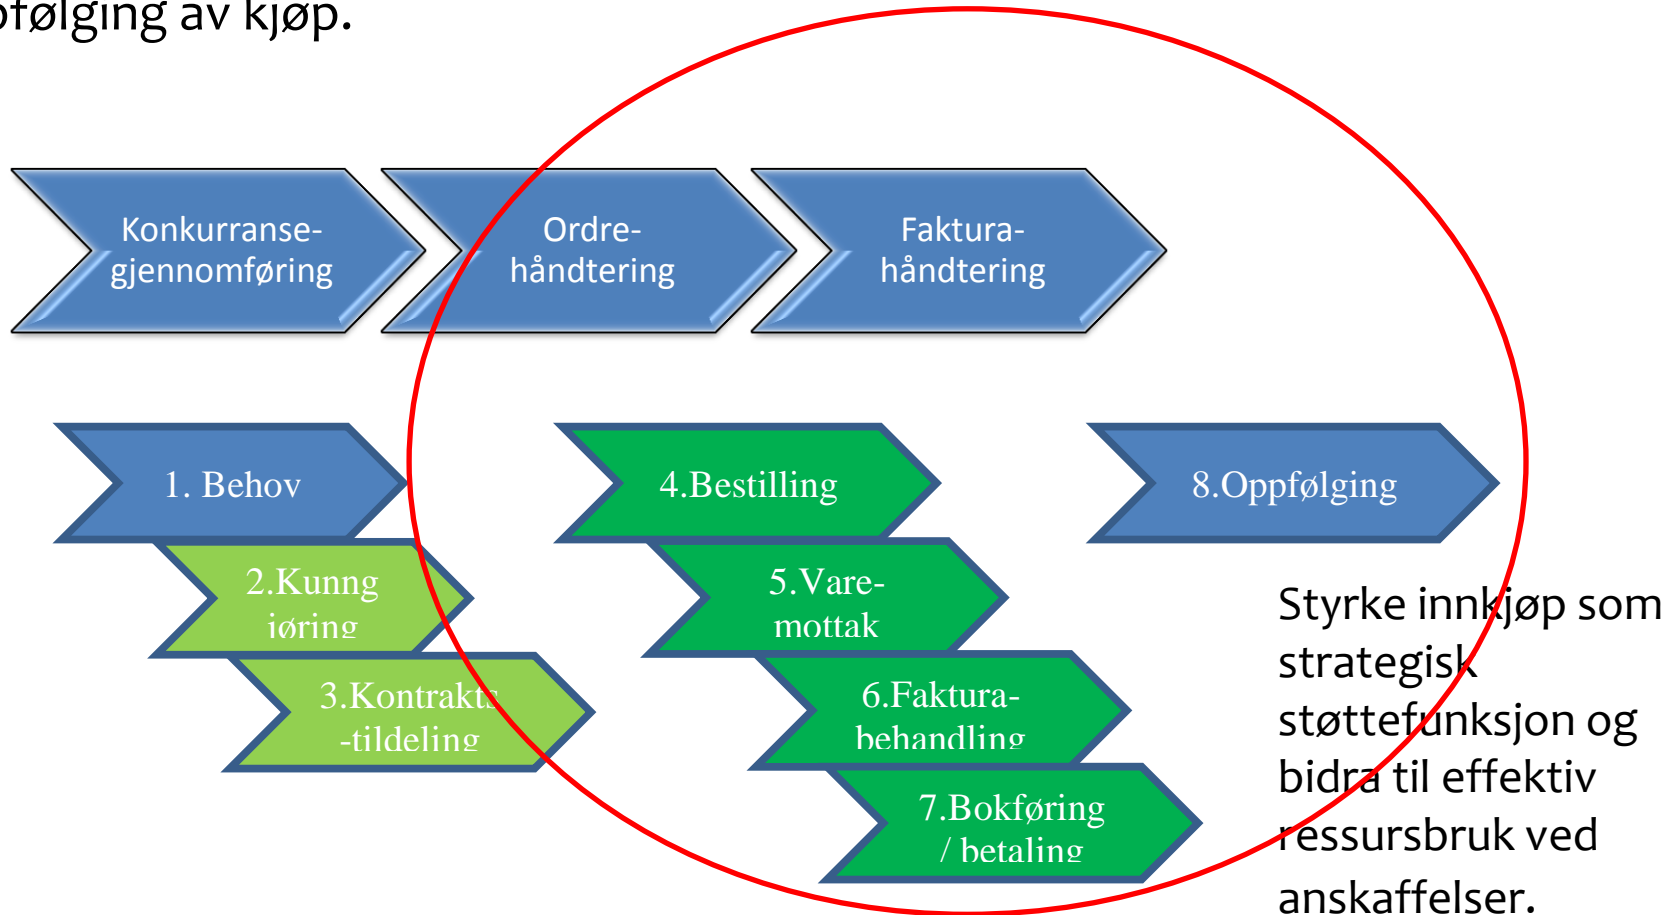 pfølging av kjøp.
Konkurranse-
gjennomføring
Ordre-
håndtering
Faktura-
håndtering
1. Behov
2.Kunng
jøring
3.Kontrakts
-tildeling
4.Bestilling
5.Vare-
mottak
6.Faktura-
behandling
7.Bokføring
/ betaling
8.Oppfølging
Styrke innkjøp som
strategisk
støttefunksjon og
bidra til effektiv
ressursbruk ved
anskaffelser.